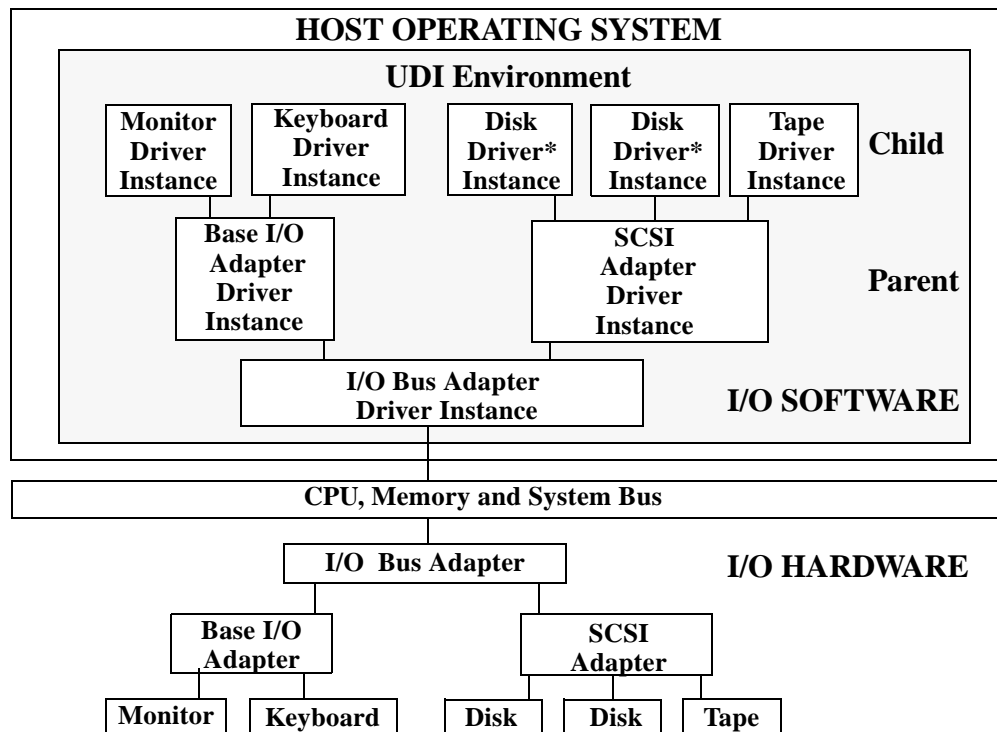 HOST OPERATING SYSTEM
UDI Environment
Monitor
Driver
Instance
Keyboard
Driver
Instance
Disk
Driver*
Instance
Disk
Driver*
Instance
Tape
Driver
Instance
Child
Base I/O
Adapter
Driver
Instance
SCSI
Adapter
Driver
Instance
Parent
I/O Bus Adapter
Driver Instance
I/O SOFTWARE
CPU, Memory and System Bus
I/O Bus Adapter
I/O HARDWARE
Base I/O
Adapter
SCSI
Adapter
Monitor
Keyboard
Disk
Disk
Tape